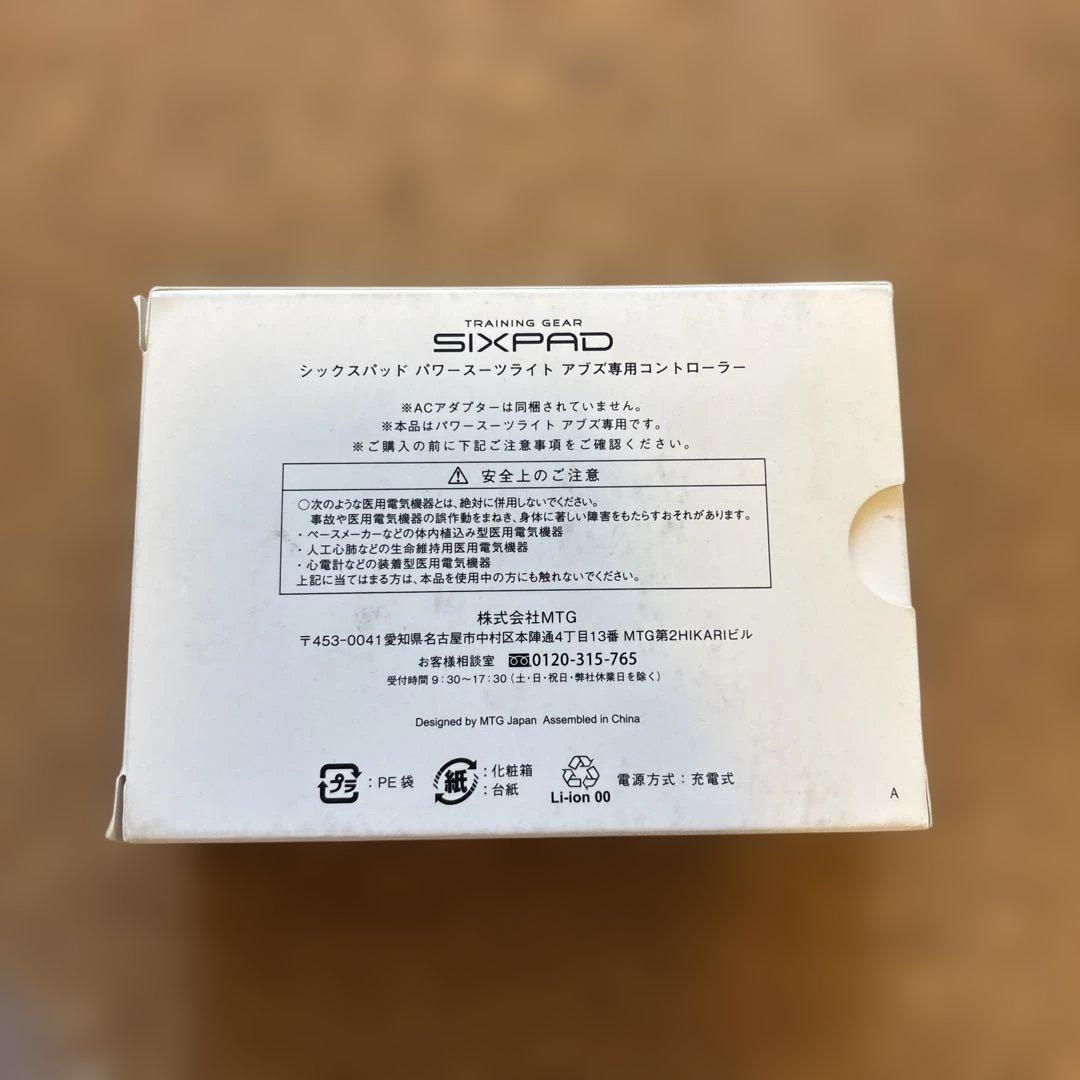 TRAINING GEAR
SIXPAD
シックスパッド パワースーツライト アブズ専用コントローラー
※ACアダプターは同梱されていません。
※本品はパワースーツライト アブズ専用です。
※ご購入の前に下記ご注意事項をご確認ください。
安全上のご注意
○次のような医用電気機器とは、絶対に併用しないでください。
事故や医用電気機器の誤作動をまねき、身体に著しい障害をもたらすおそれがあります。
・ペースメーカーなどの体内植込み型医用電気機器
・人工心肺などの生命維持用医用電気機器
・心電計などの装着型医用電気機器
上記に当てはまる方は、本品を使用中の方にも触れないでください。
株式会社MTG
〒453-0041 愛知県名古屋市中村区本陣通4丁目13番 MTG第2HIKARIビル
お客様相談室 0120-315-765
受付時間 9:30～17:30（土・日・祝日・弊社休業日を除く）
Designed by MTG Japan Assembled in China
プラ：PE袋
紙：化粧箱
：台紙
Li-ion 00
電源方式：充電式
A